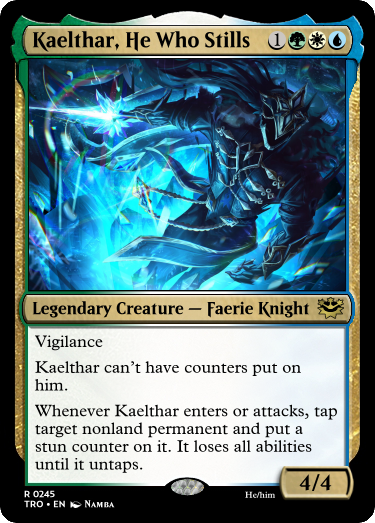 Kaelthar, He Who Stills 1
Legendary Creature — Faerie Knight
Vigilance
Kaelthar can't have counters put on
him.
Whenever Kaelthar enters or attacks, tap
target nonland permanent and put a
stun counter on it. It loses all abilities
until it untaps.
4/4
R 0245
TRO • EN Namba
He/him